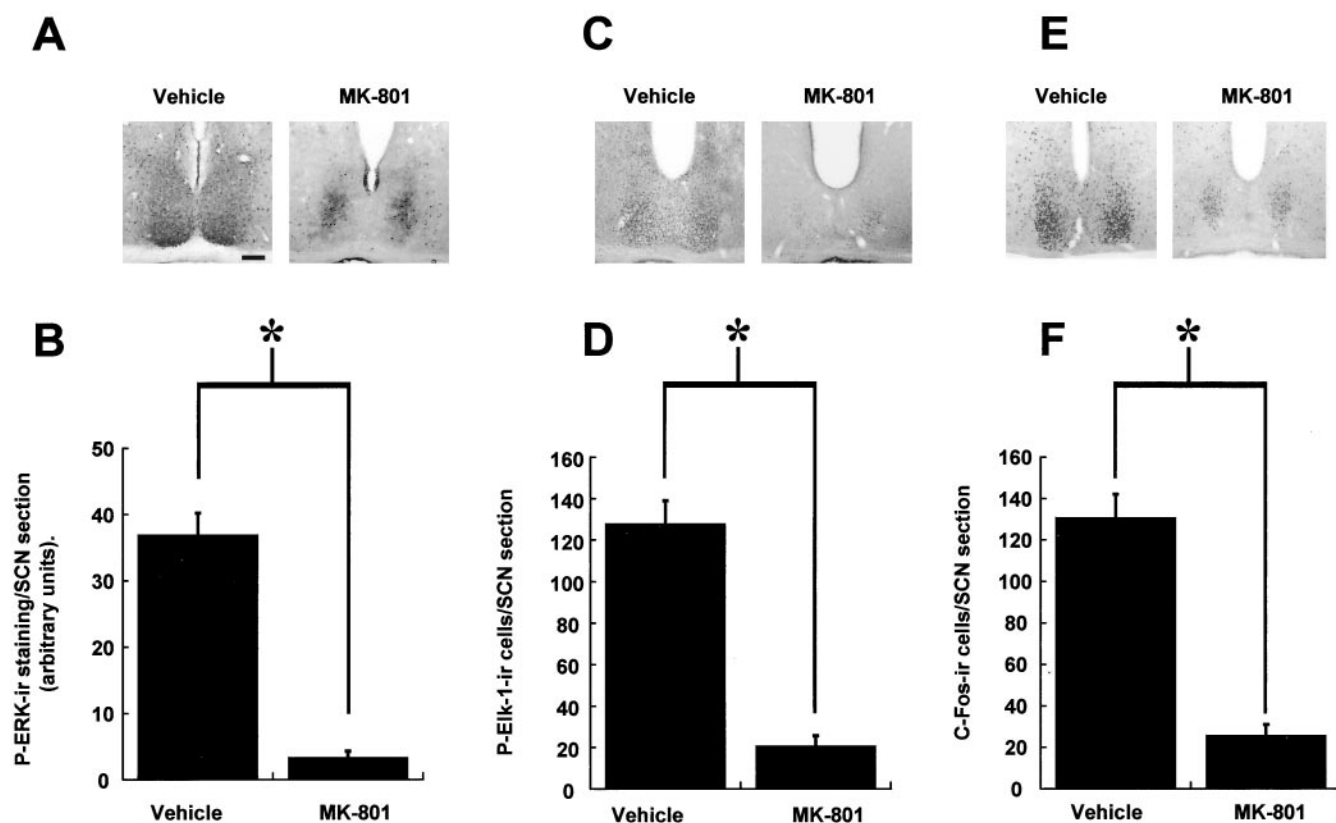 A
C
E
Vehicle
MK-801
Vehicle
MK-801
Vehicle
MK-801
B
D
F
*
*
*
P-ERK-ir staining/SCN section
(arbitrary units).
50
40
30
20
10
0
Vehicle
MK-801
P-Elk-1-ir cells/SCN section
160
140
120
100
80
60
40
20
0
Vehicle
MK-801
C-Fos-ir cells/SCN section
160
140
120
100
80
60
40
20
0
Vehicle
MK-801